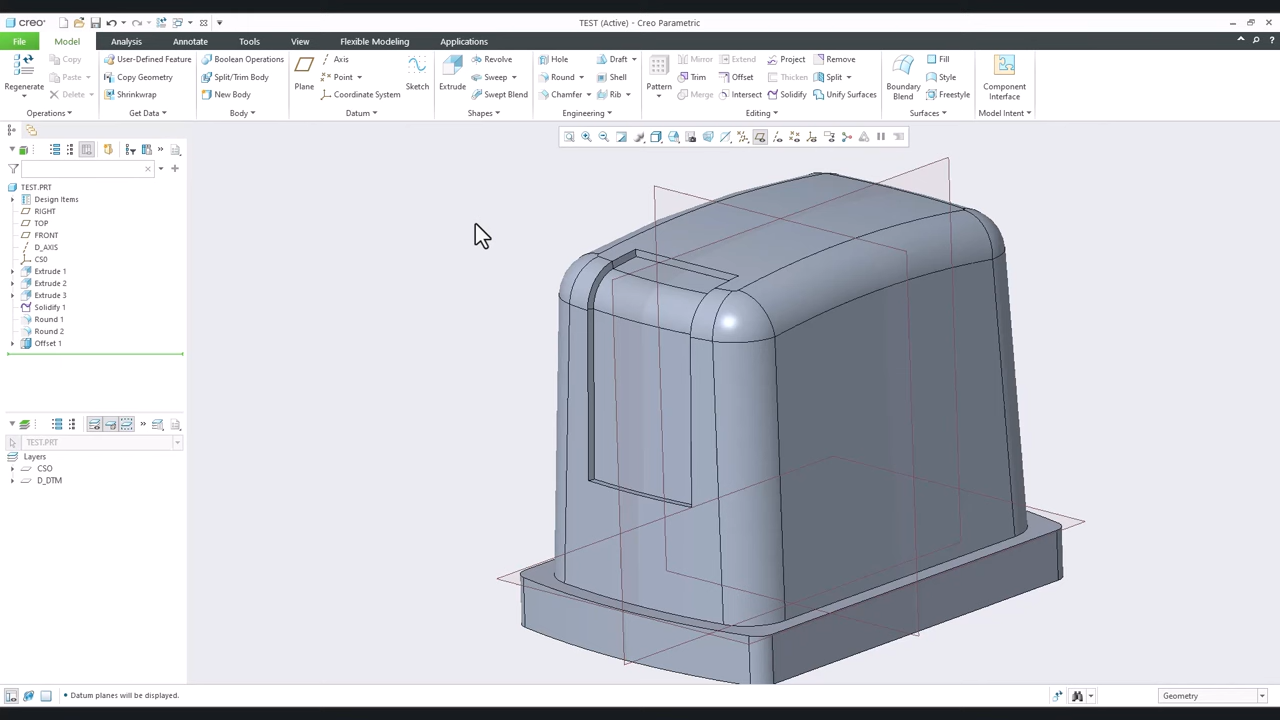 creo
TEST (Active) - Creo Parametric
File Model Analysis Annotate Tools View Flexible Modeling Applications
Regenerate
Copy
Paste
Delete
Operations
User-Defined Feature
Copy Geometry
Shrinkwrap
Get Data
Boolean Operations
Split/Trim Body
New Body
Body
Plane
Axis
Point
Coordinate System
Sketch
Datum
Extrude
Revolve
Sweep
Swept Blend
Shapes
Hole
Round
Chamfer
Draft
Shell
Rib
Engineering
Pattern
Mirror
Trim
Merge
Extend
Offset
Intersect
Project
Thicken
Solidify
Remove
Split
Unify Surfaces
Editing
Boundary
Blend
Fill
Style
Freestyle
Surfaces
Component
Interface
Model Intent
TEST.PRT
Design Items
RIGHT
TOP
FRONT
D_AXIS
CS0
Extrude 1
Extrude 2
Extrude 3
Solidify 1
Round 1
Round 2
Offset 1
TEST.PRT
Layers
CSO
D_DTM
Datum planes will be displayed.
Geometry